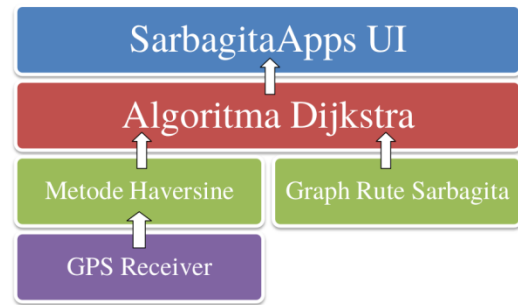 SarbagitaApps UI
Algoritma Dijkstra
Metode Haversine
Graph Rute Sarbagita
GPS Receiver